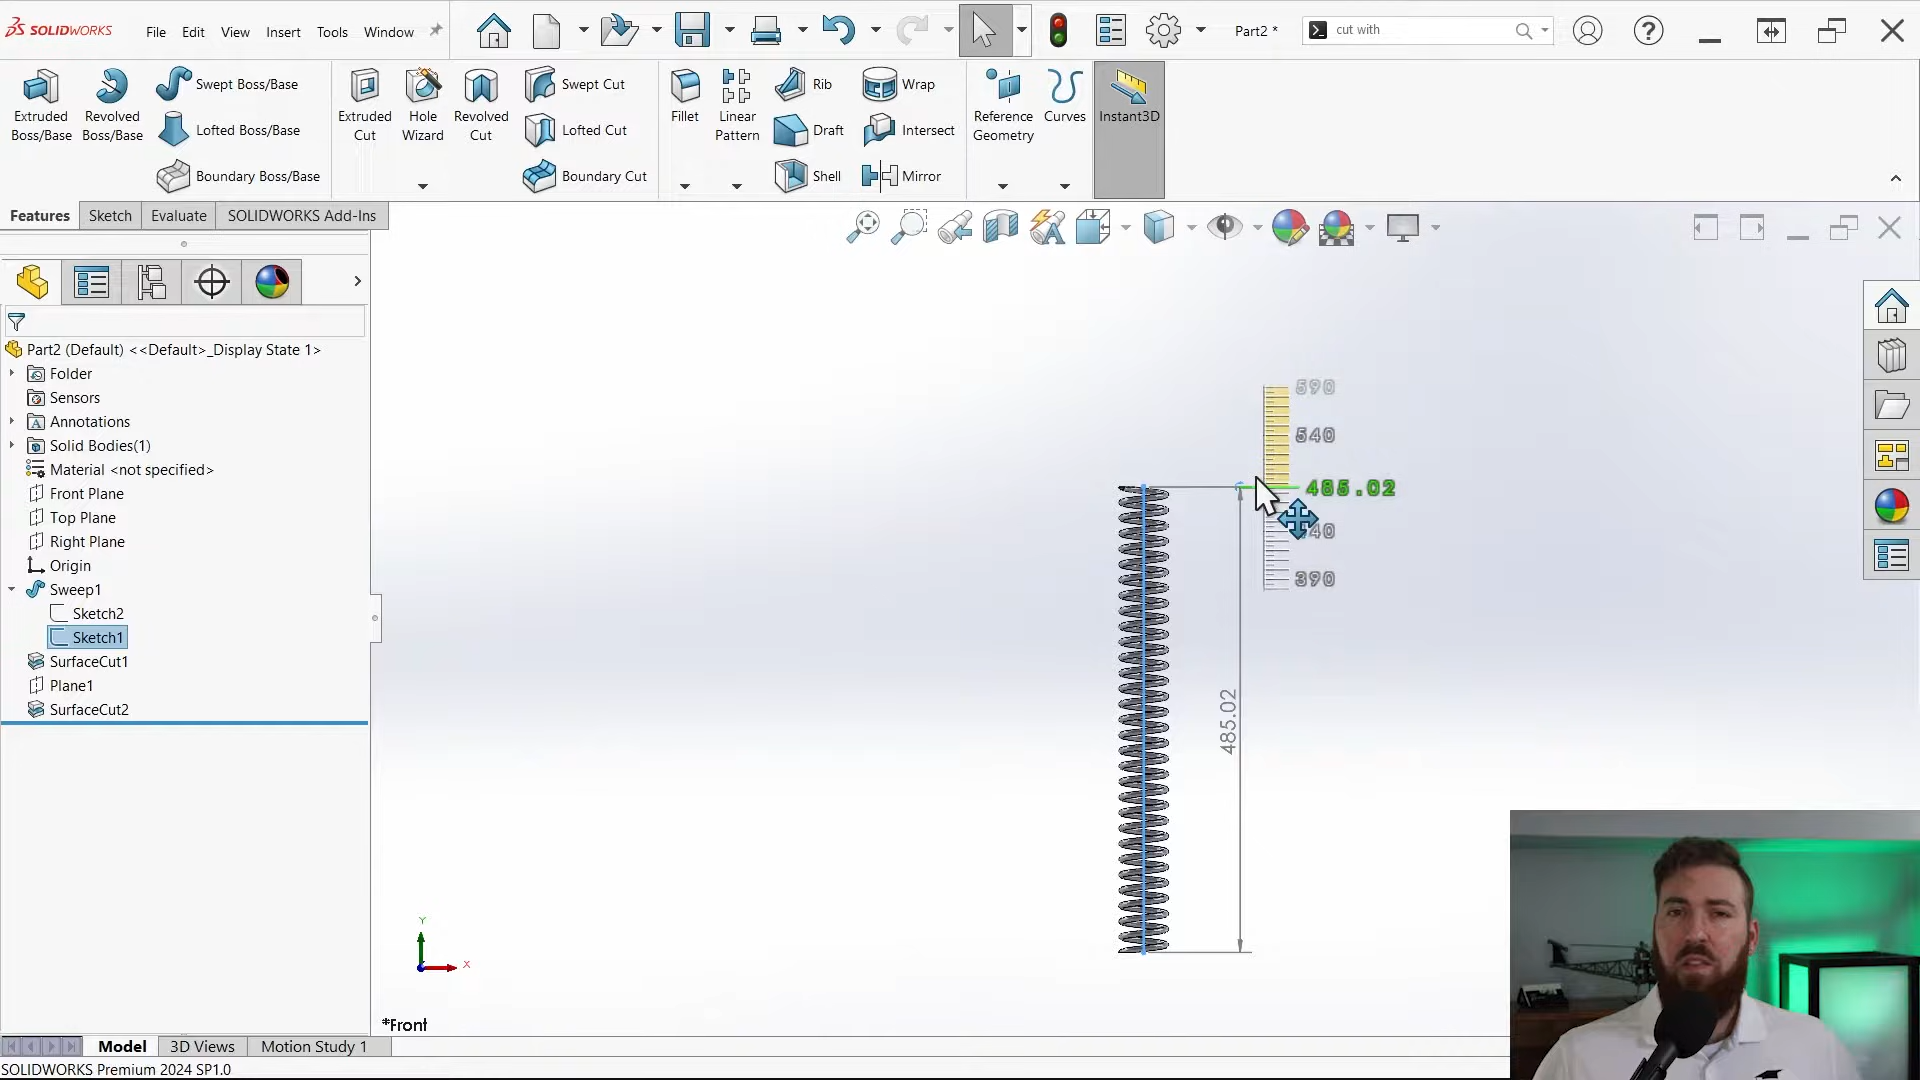 SOLIDWORKS
File
Edit
View
Insert
Tools
Window
Part2 *
cut with
Extruded
Boss/Base
Revolved
Boss/Base
Swept Boss/Base
Lofted Boss/Base
Boundary Boss/Base
Extruded
Cut
Hole
Wizard
Revolved
Cut
Swept Cut
Lofted Cut
Boundary Cut
Fillet
Linear
Pattern
Rib
Draft
Shell
Wrap
Intersect
Mirror
Reference
Geometry
Curves
Instant3D
Features
Sketch
Evaluate
SOLIDWORKS Add-Ins
Part2 (Default) <<Default>_Display State 1>
Folder
Sensors
Annotations
Solid Bodies(1)
Material <not specified>
Front Plane
Top Plane
Right Plane
Origin
Sweep1
Sketch2
Sketch1
SurfaceCut1
Plane1
SurfaceCut2
590
540
485.02
390
485.02
Y
X
*Front
Model
3D Views
Motion Study 1
SOLIDWORKS Premium 2024 SP1.0